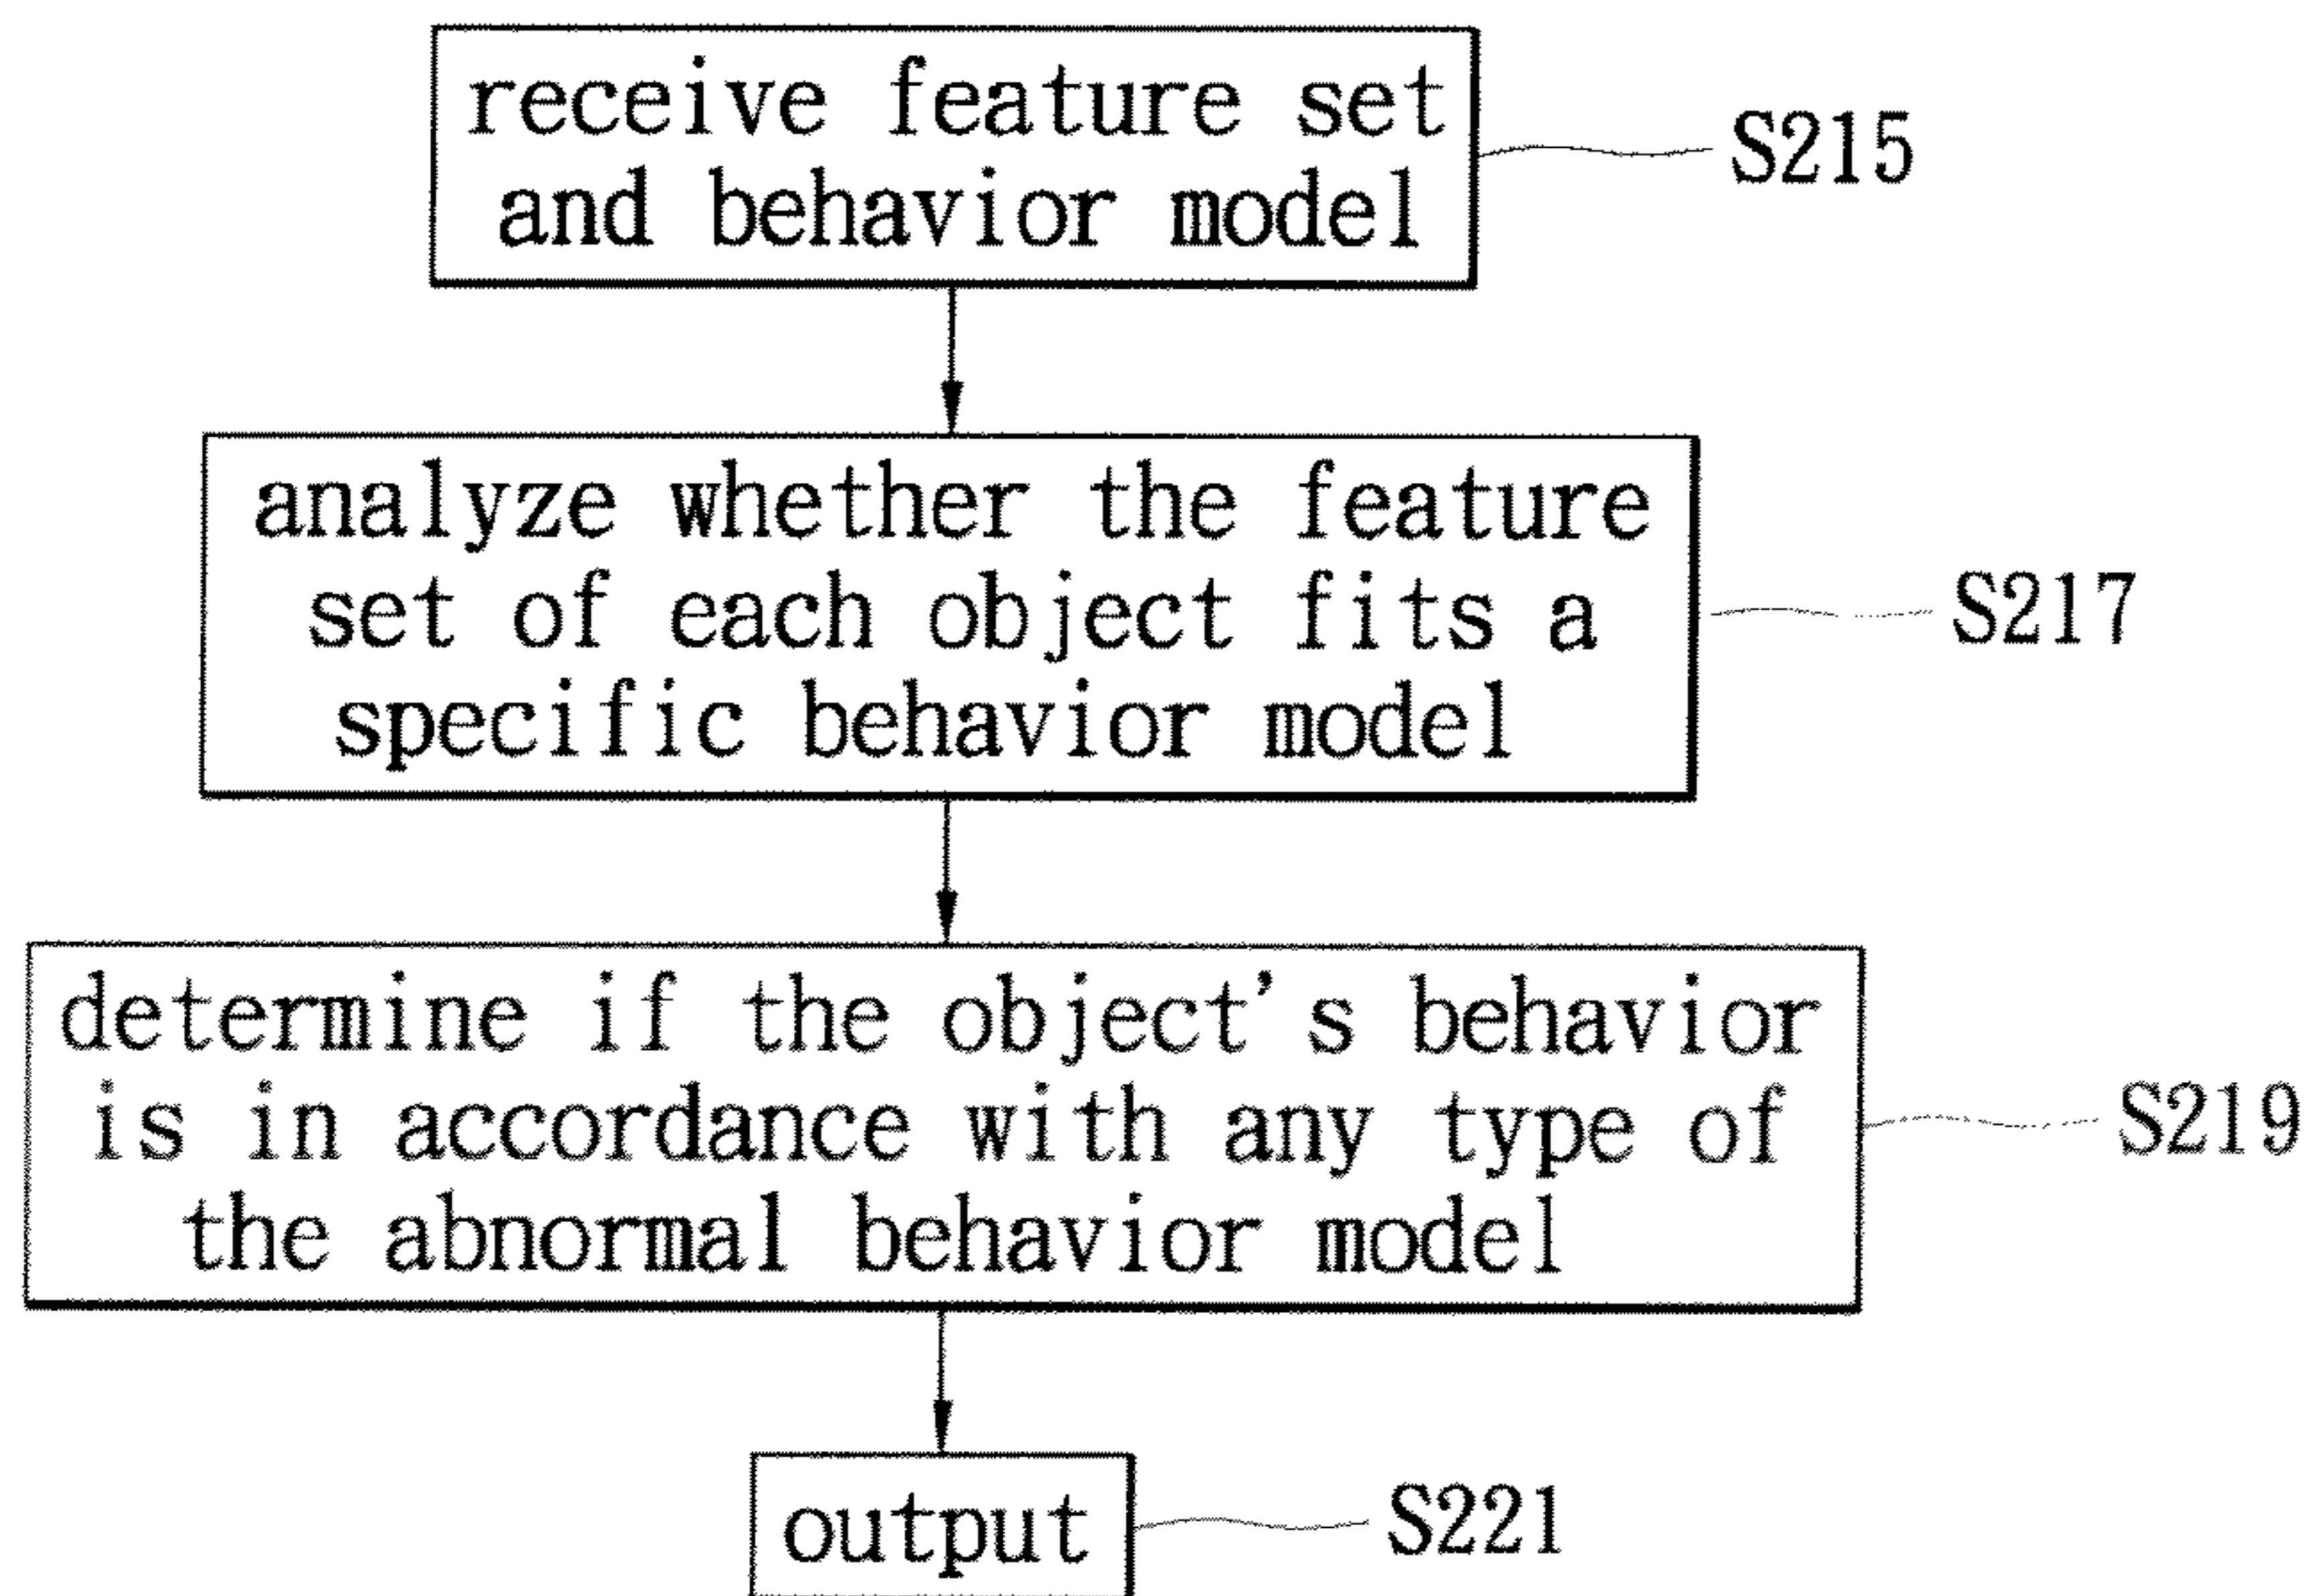 receive feature set
and behavior model
S215
analyze whether the feature
set of each object fits a
specific behavior model
S217
determine if the object's behavior
is in accordance with any type of
the abnormal behavior model
S219
output
S221